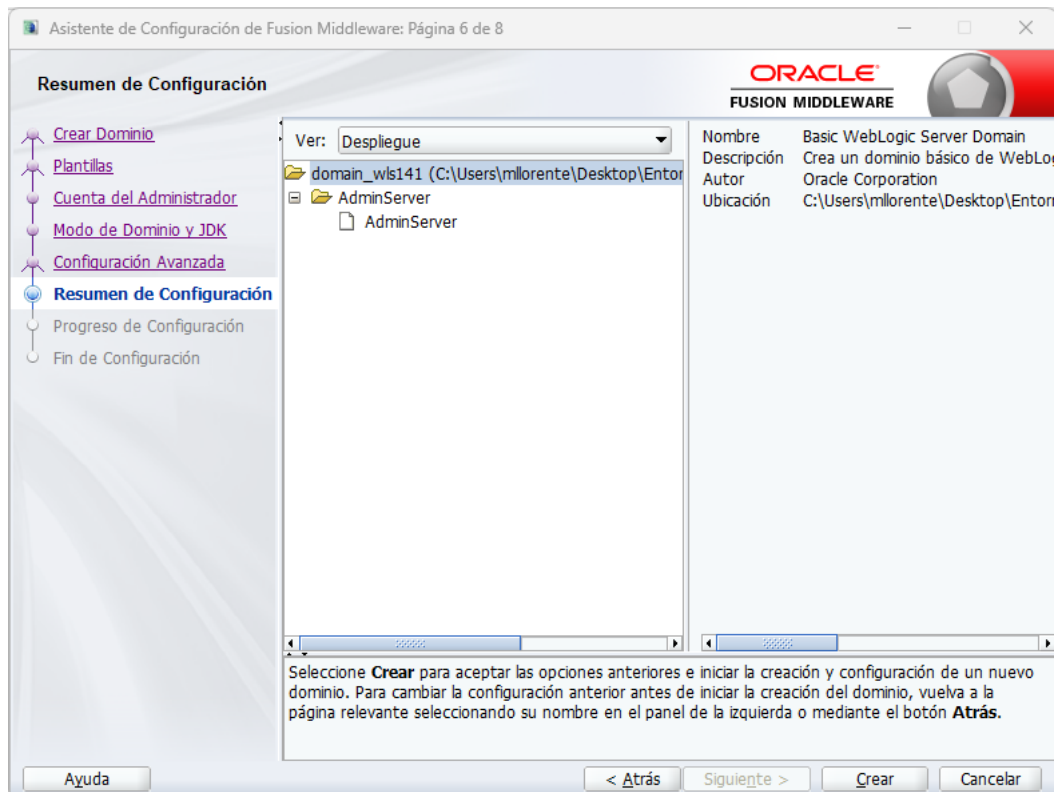 Asistente de Configuración de Fusion Middleware: Página 6 de 8
Resumen de Configuración
ORACLE
FUSION MIDDLEWARE
Crear Dominio
Plantillas
Cuenta del Administrador
Modo de Dominio y JDK
Configuración Avanzada
Resumen de Configuración
Progreso de Configuración
Fin de Configuración
Ver: Despliegue
domain_wls141 (C:\Users\mllorente\Desktop\Entor
AdminServer
AdminServer
Nombre Basic WebLogic Server Domain
Descripción Crea un dominio básico de WebLog
Autor Oracle Corporation
Ubicación C:\Users\mllorente\Desktop\Entorn
Seleccione Crear para aceptar las opciones anteriores e iniciar la creación y configuración de un nuevo
dominio. Para cambiar la configuración anterior antes de iniciar la creación del dominio, vuelva a la
página relevante seleccionando su nombre en el panel de la izquierda o mediante el botón Atrás.
Ayuda < Atrás Siguiente > Crear Cancelar